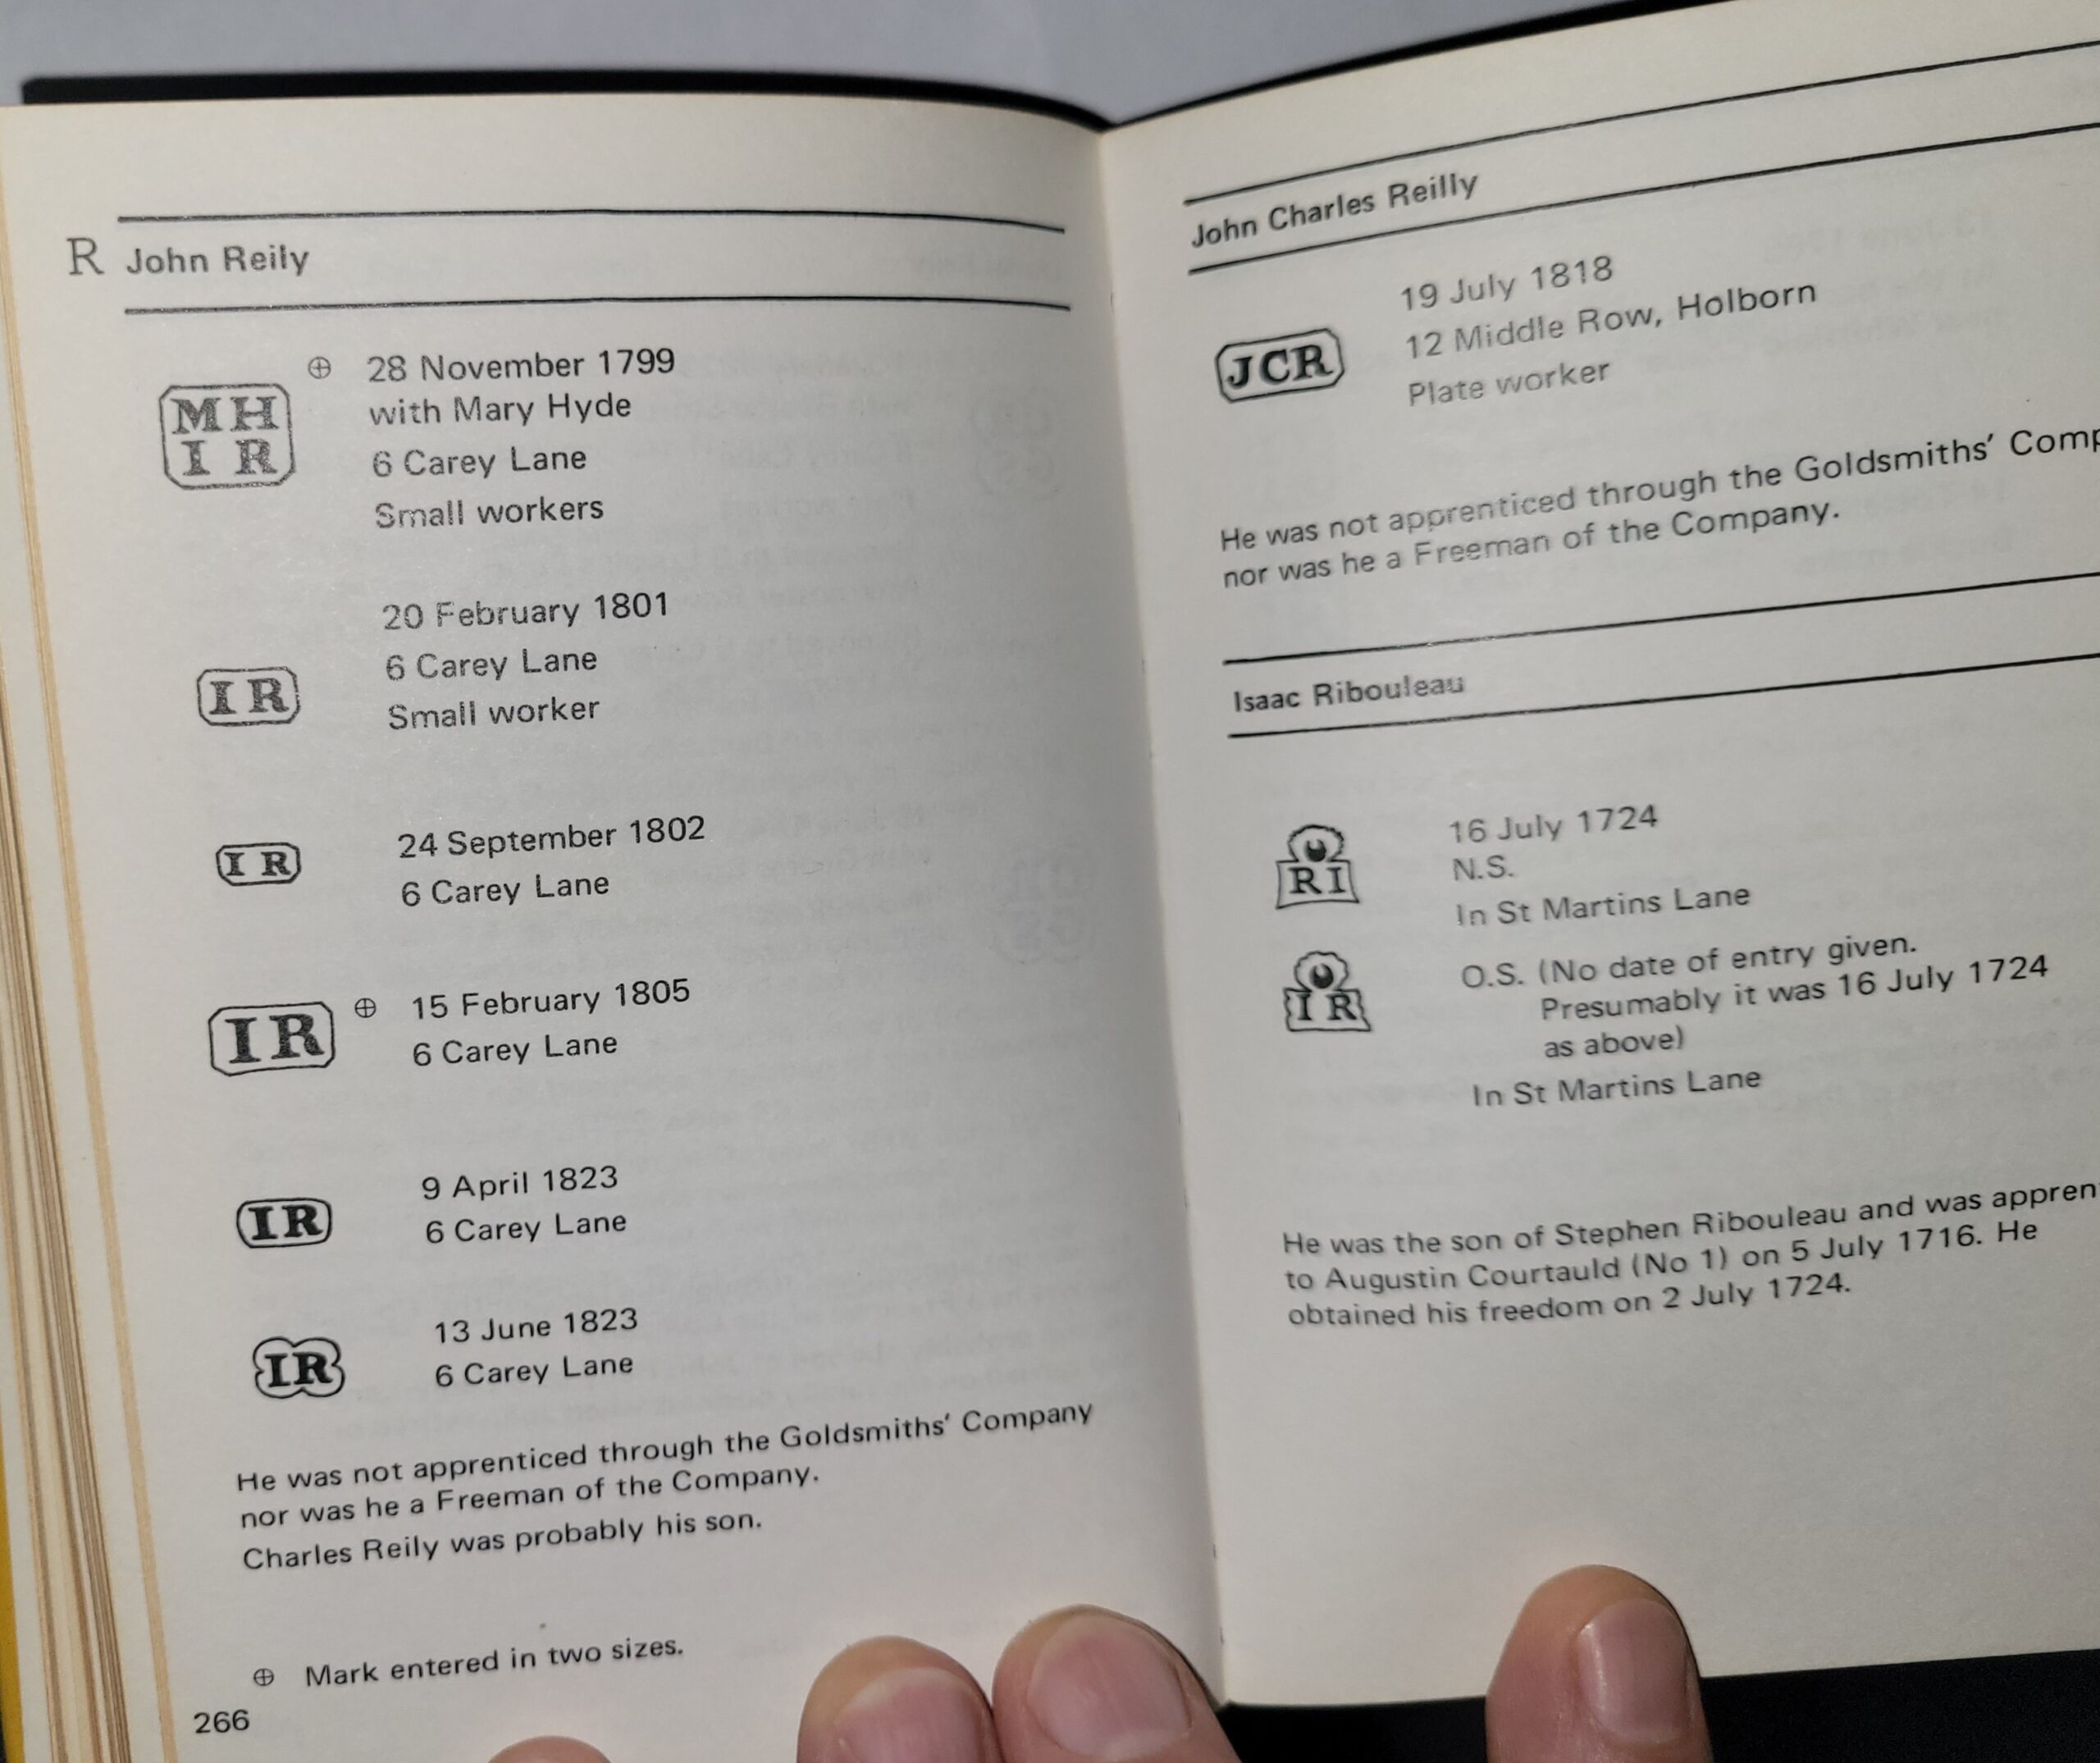 R John Reily
MH
IR
⊕ 28 November 1799
with Mary Hyde
6 Carey Lane
Small workers
IR
20 February 1801
6 Carey Lane
Small worker
IR
24 September 1802
6 Carey Lane
IR
⊕ 15 February 1805
6 Carey Lane
IR
9 April 1823
6 Carey Lane
IR
13 June 1823
6 Carey Lane
He was not apprenticed through the Goldsmiths' Company
nor was he a Freeman of the Company.
Charles Reily was probably his son.
⊕ Mark entered in two sizes.
266
John Charles Reilly
JCR
19 July 1818
12 Middle Row, Holborn
Plate worker
He was not apprenticed through the Goldsmiths' Comp
nor was he a Freeman of the Company.
Isaac Ribouleau
RI
16 July 1724
N.S.
In St Martins Lane
IR
O.S. (No date of entry given.
Presumably it was 16 July 1724
as above)
In St Martins Lane
He was the son of Stephen Ribouleau and was appren
to Augustin Courtauld (No 1) on 5 July 1716. He
obtained his freedom on 2 July 1724.